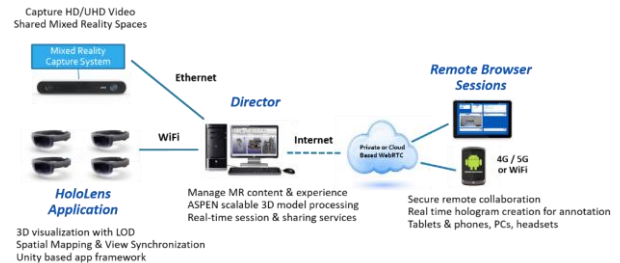 Capture HD/UHD Video
Shared Mixed Reality Spaces
Mixed Reality
Capture System
Ethernet
WiFi
HoloLens
Application
3D visualization with LOD
Spatial Mapping & View Synchronization
Unity based app framework
Director
Manage MR content & experience
ASPEN scalable 3D model processing
Real-time session & sharing services
Internet
Private or Cloud
Based WebRTC
Remote Browser
Sessions
4G / 5G
or WiFi
Secure remote collaboration
Real time hologram creation for annotation
Tablets & phones, PCs, headsets